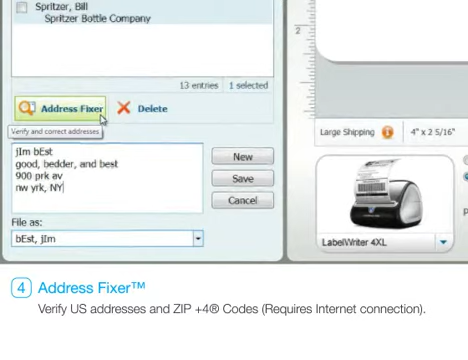 Spritzer, Bill
Spritzer Bottle Company
13 entries 1 selected
Address Fixer Delete
Verify and correct addresses
jIm bEst
good, bedder, and best
900 prk av
nw yrk, NY
New
Save
Cancel
File as:
bEst, jIm
2
Large Shipping 4" x 2 5/16"
LabelWriter 4XL
4 Address Fixer™
Verify US addresses and ZIP +4® Codes (Requires Internet connection).